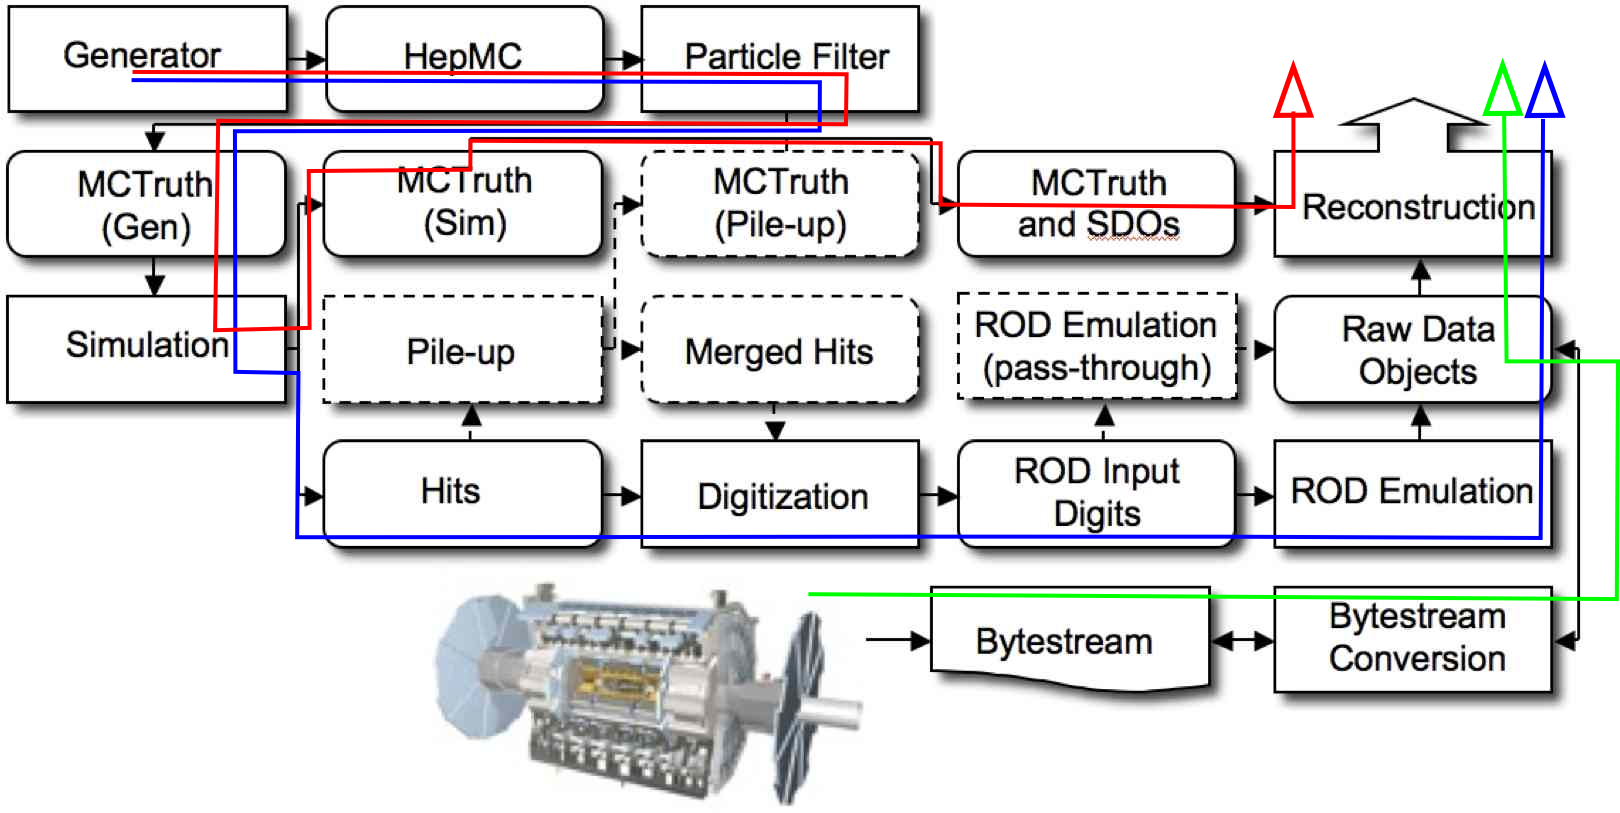 Generator
HepMC
Particle Filter
MCTruth
(Gen)
MCTruth
(Sim)
MCTruth
(Pile-up)
MCTruth
and SDOs
Reconstruction
Simulation
Pile-up
Merged Hits
ROD Emulation
(pass-through)
Raw Data
Objects
Hits
Digitization
ROD Input
Digits
ROD Emulation
Bytestream
Bytestream
Conversion